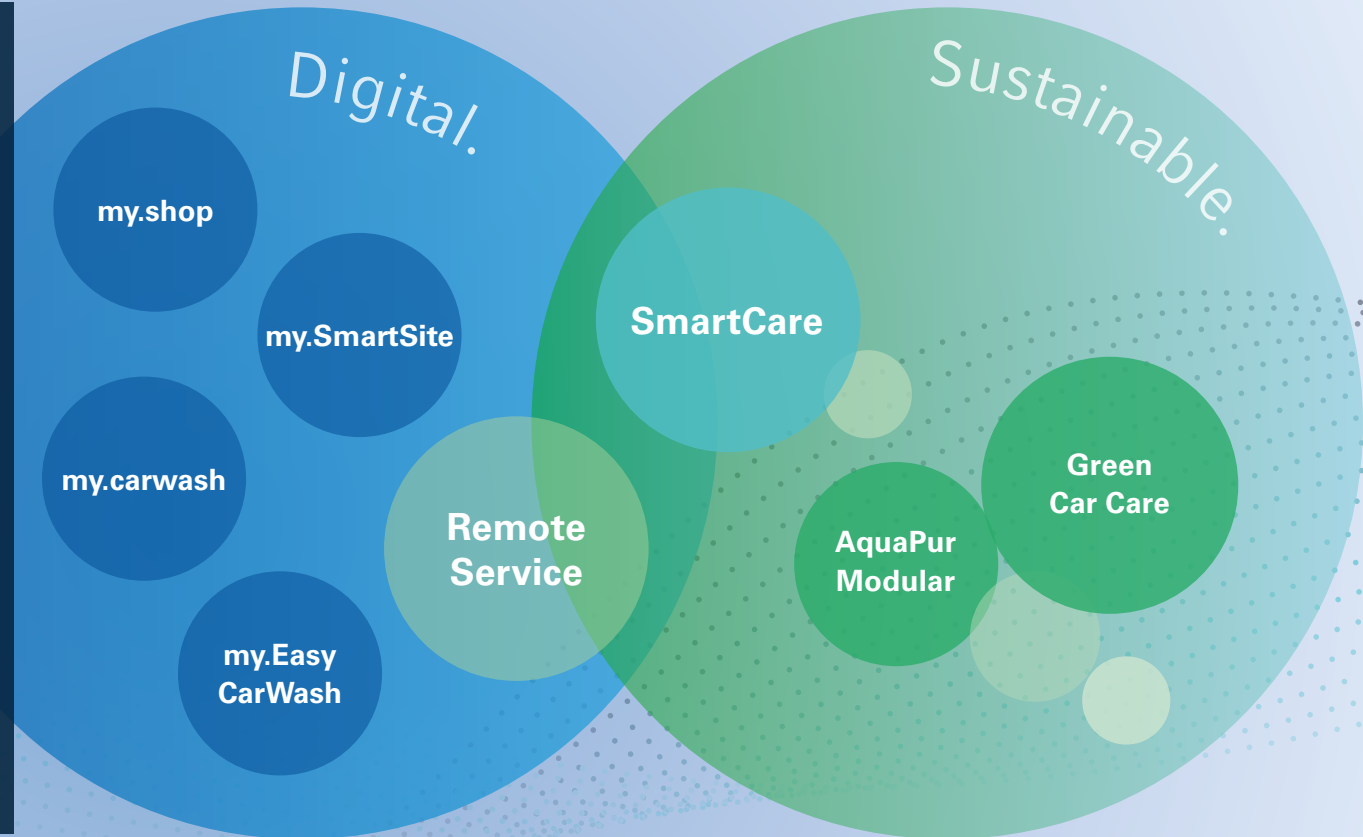 Digital.
my.shop
my.SmartSite
my.carwash
my.Easy
CarWash
Remote
Service
SmartCare
Sustainable.
AquaPur
Modular
Green
Car Care